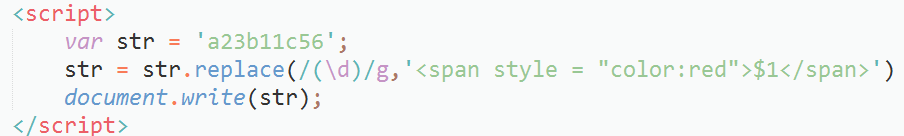 <script>
var str = 'a23b11c56';
str = str.replace(/(\d)/g,'<span style = "color:red">$1</span>')
document.write(str);
</script>